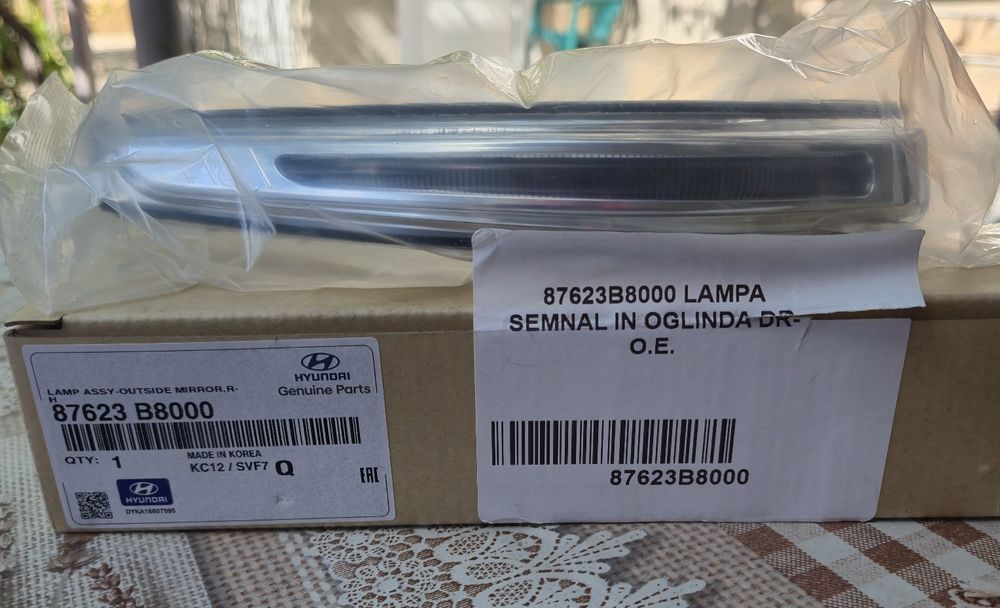 87623B8000 LAMPA
SEMNAL IN OGLINDA DR-
O.E.
87623B8000
HYUNDAI
Genuine Parts
LAMP ASSY-OUTSIDE MIRROR,R-
H
87623 B8000
QTY: 1
MADE IN KOREA
KC12 / SVF7 Q
EAC
HYUNDAI